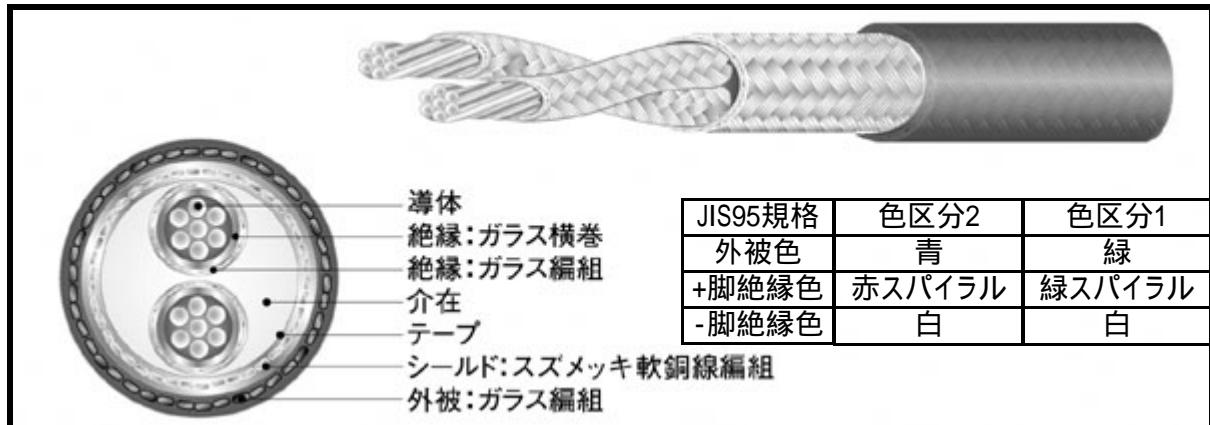 導体
絶縁：ガラス横巻
絶縁：ガラス編組
介在
テープ
シールド：スズメッキ軟銅線編組
外被：ガラス編組
JIS95規格 色区分2 色区分1
外被色 青 緑
+脚絶縁色 赤スパイラル 緑スパイラル
-脚絶縁色 白 白